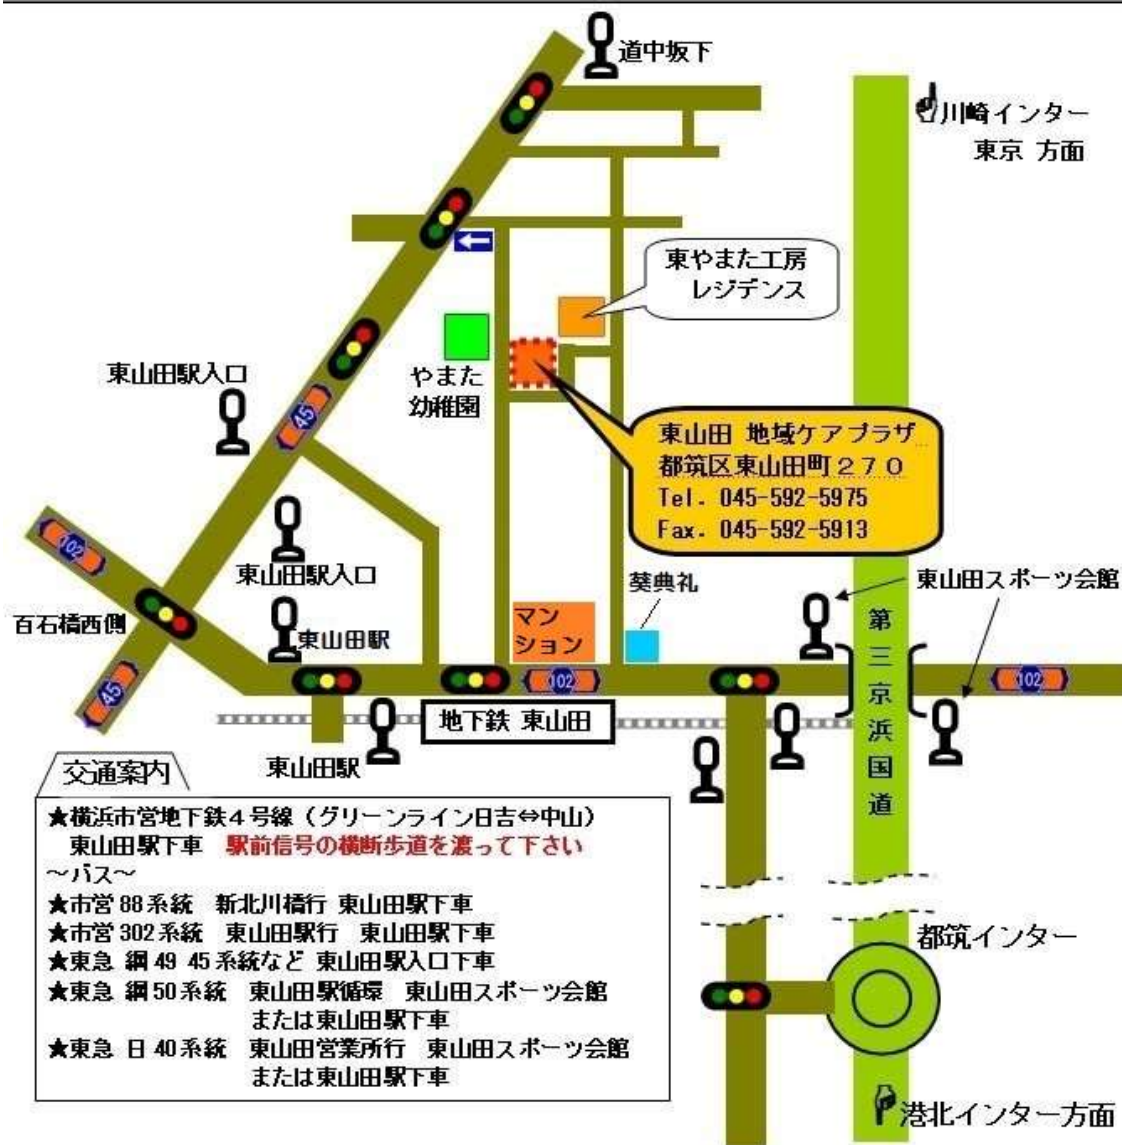 道中坂下
川崎インター
東京 方面
東やまた工房
レジデンス
東山田駅入口
やまた
幼稚園
45
東山田 地域ケアプラザ
都筑区東山田町270
Tel. 045-592-5975
Fax. 045-592-5913
102
東山田駅入口
葵典礼
東山田スポーツ会館
百石橋西側
東山田駅
マン
ション
第三京浜国道
45
102
102
地下鉄 東山田
東山田駅
交通案内
★横浜市営地下鉄4号線(グリーンライン日吉⇔中山)
東山田駅下車 駅前信号の横断歩道を渡って下さい
~バス~
★市営88系統 新北川橋行 東山田駅下車
★市営302系統 東山田駅行 東山田駅下車
★東急 綱49 45系統など 東山田駅入口下車
★東急 綱50系統 東山田駅循環 東山田スポーツ会館
または東山田駅下車
★東急 日40系統 東山田営業所行 東山田スポーツ会館
または東山田駅下車
都筑インター
港北インター方面